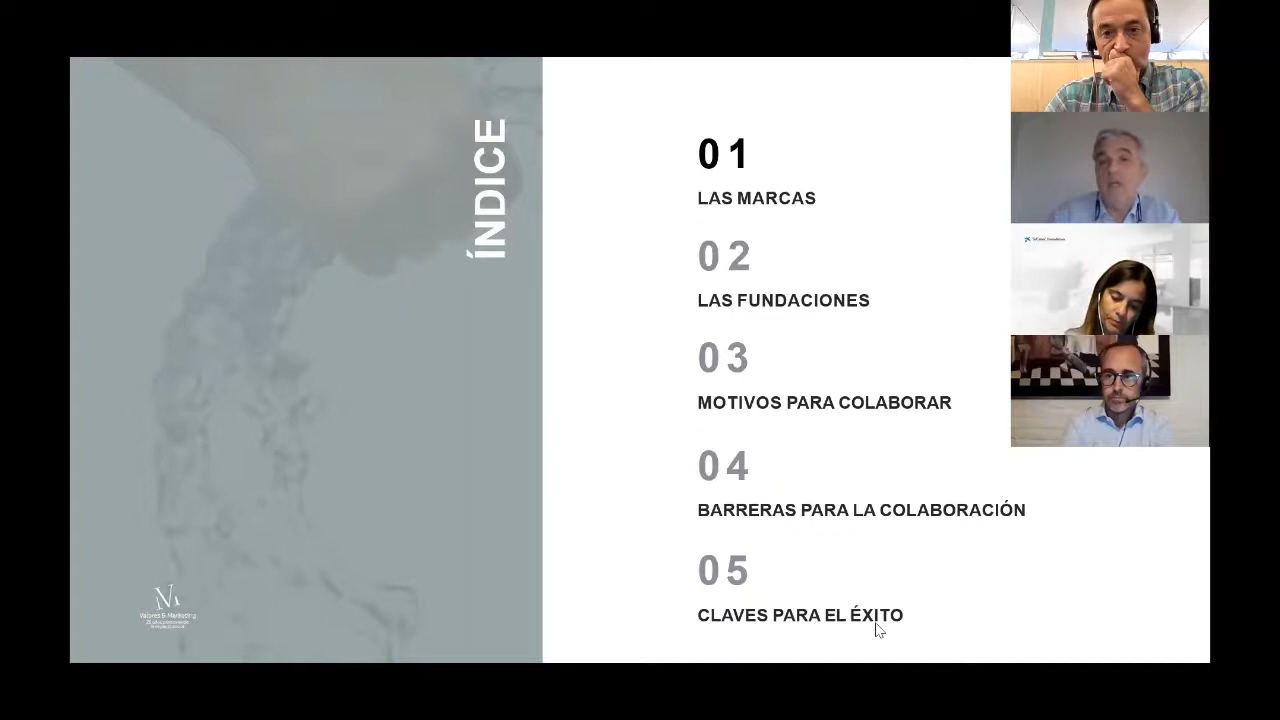 ÍNDICE
01
LAS MARCAS
02
LAS FUNDACIONES
03
MOTIVOS PARA COLABORAR
04
BARRERAS PARA LA COLABORACIÓN
05
CLAVES PARA EL ÉXITO
Valores & Marketing